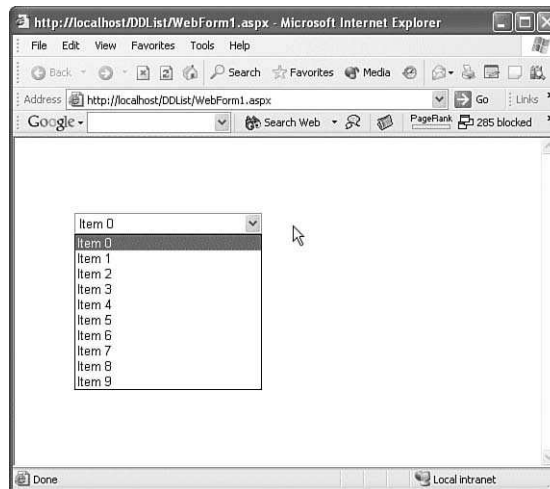 http://localhost/DDList/WebForm1.aspx - Microsoft Internet Explorer
File Edit View Favorites Tools Help
Back Search Favorites Media
Address http://localhost/DDList/WebForm1.aspx Go Links
Google Search Web PageRank 285 blocked
Item 0
Item 0
Item 1
Item 2
Item 3
Item 4
Item 5
Item 6
Item 7
Item 8
Item 9
Done Local intranet